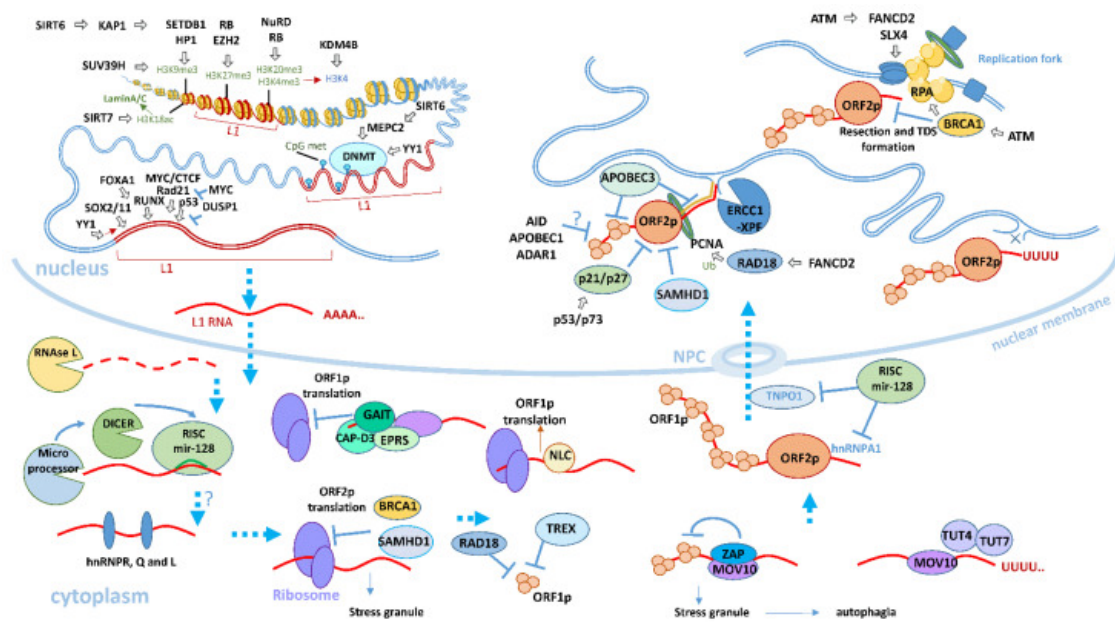 SIRT6
KAP1
SETDB1
HP1
RB
EZH2
NuRD
RB
KDM4B
SUV39H
H3K9me3
H3K27me3
H3K20me3
H3K4me3
H3K4
LaminA/C
SIRT7
H3K18ac
L1
SIRT6
MEPC2
CpG met
DNMT
YY1
L1
FOXA1
MYC/CTCF
Rad21
RUNX
p53
MYC
SOX2/11
DUSP1
YY1
L1
nucleus
ATM
FANCD2
SLX4
Replication fork
RPA
ORF2p
BRCA1
ATM
Resection and TDS
formation
APOBEC3
ORF2p
ERCC1
-XPF
?
AID
APOBEC1
ADAR1
PCNA
Ub
RAD18
FANCD2
p21/p27
SAMHD1
p53/p73
ORF2p
UUUU
nuclear membrane
NPC
L1 RNA
AAAA..
RNAse L
DICER
RISC
mir-128
Micro
processor
?
hnRNPR, Q and L
cytoplasm
ORF1p
translation
GAIT
CAP-D3
EPRS
ORF1p
translation
NLC
ORF2p
translation
BRCA1
SAMHD1
Ribosome
Stress granule
RAD18
TREX
ORF1p
TNPO1
RISC
mir-128
ORF1p
ORF2p
hnRNPA1
ZAP
MOV10
Stress granule
autophagia
TUT4
TUT7
MOV10
UUUU..